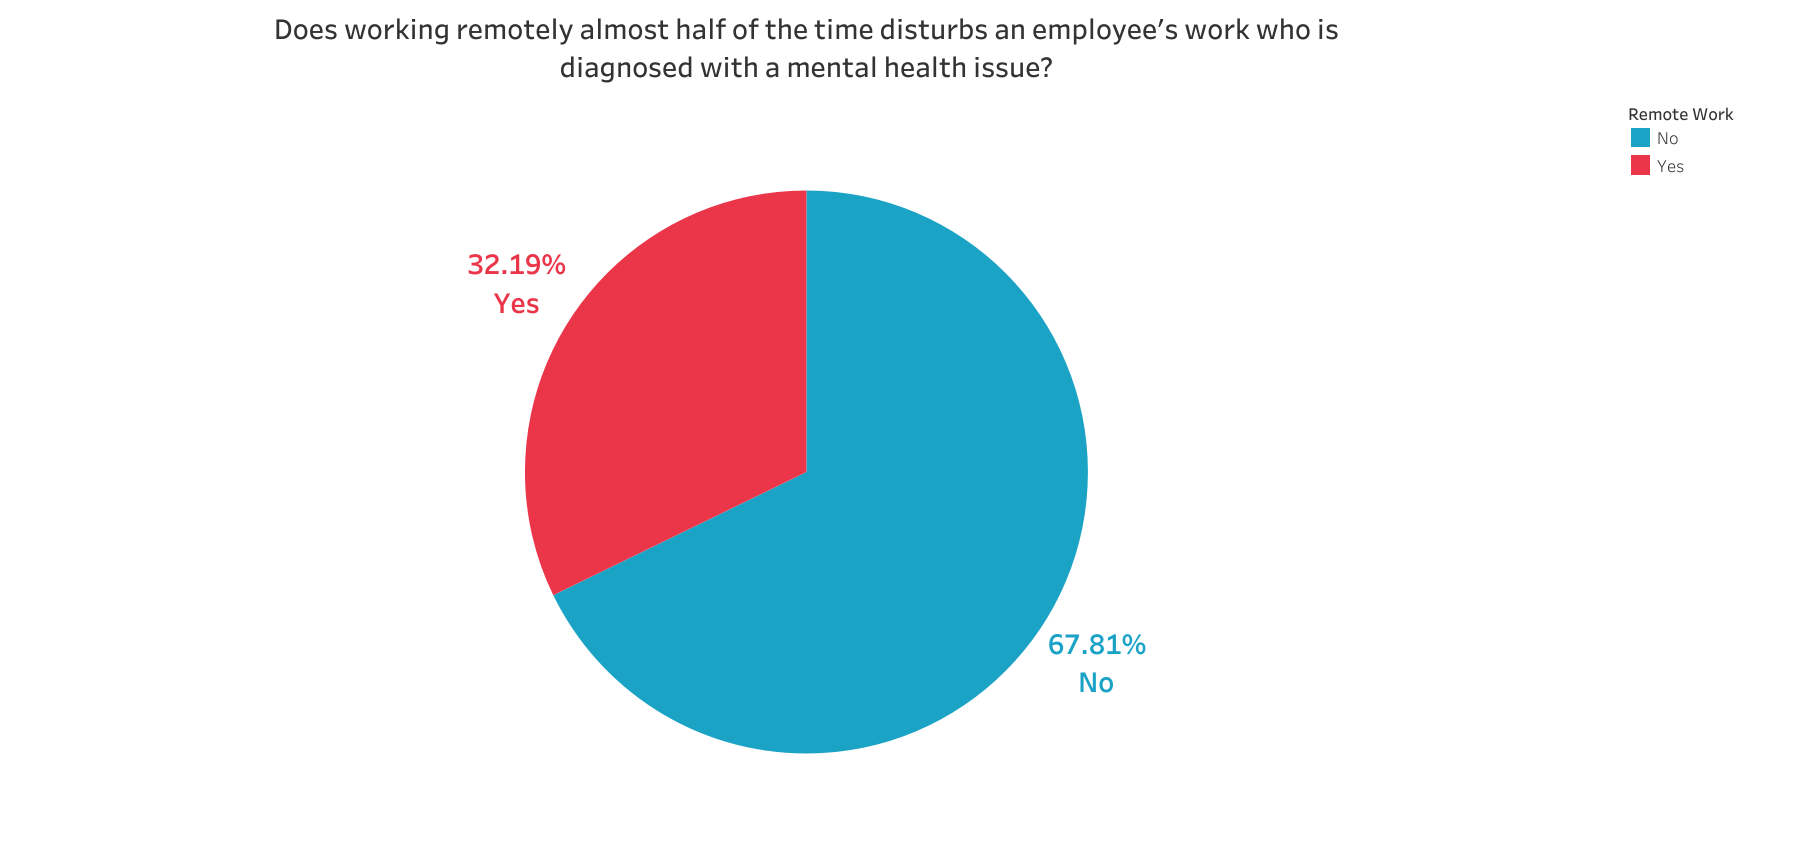 Does working remotely almost half of the time disturbs an employee’s work who is
diagnosed with a mental health issue?
Remote Work
No
Yes
32.19%
Yes
67.81%
No